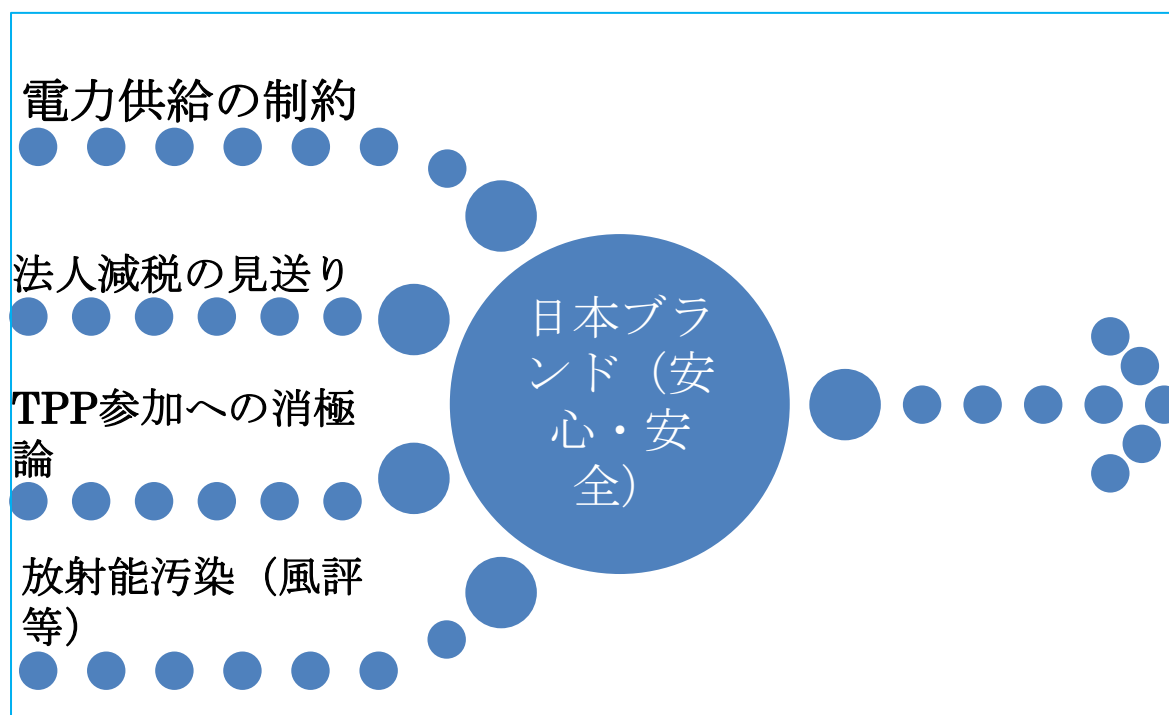 電力供給の制約
法人減税の見送り
TPP参加への消極
論
放射能汚染（風評
等）
日本ブラ
ンド（安
心・安
全）